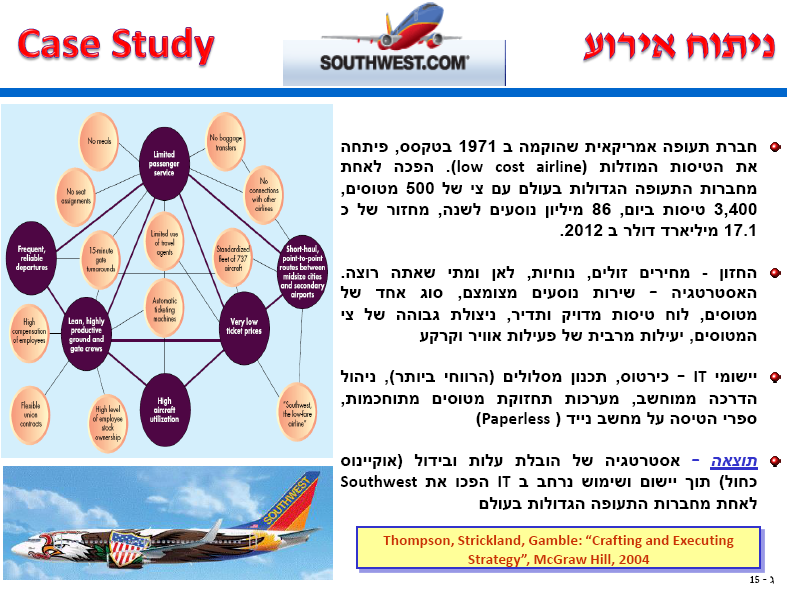 Case Study
SOUTHWEST.COM
ניתוח אירוע
חברת תעופה אמריקאית שהוקמה ב 1971 בטקסס, פיתחה
את הטיסות המוזלות (low cost airline). הפכה לאחת
מחברות התעופה הגדולות בעולם עם צי של 500 מטוסים,
3,400 טיסות ביום, 86 מיליון נוסעים לשנה, מחזור של כ
17.1 מיליארד דולר ב 2012.
החזון - מחירים זולים, נוחיות, לאן ומתי שאתה רוצה.
האסטרטגיה – שירות נוסעים מצומצם, סוג אחד של
מטוסים, לוח טיסות מדויק ותדיר, ניצולת גבוהה של צי
המטוסים, יעילות מרבית של פעילות אוויר וקרקע
יישומי IT – כירטוס, תכנון מסלולים (הרווחי ביותר), ניהול
הדרכה ממוחשב, מערכות תחזוקת מטוסים מתוחכמות,
ספרי הטיסה על מחשב נייד ( Paperless)
תוצאה – אסטרטגיה של הובלת עלות ובידול (אוקיינוס
כחול) תוך יישום ושימוש נרחב ב IT הפכו את Southwest
לאחת מחברות התעופה הגדולות בעולם
No meals
Limited
passenger
service
No baggage
transfers
No seat
assignments
No
connections
with other
airlines
Frequent,
reliable
departures
15-minute
gate
turnarounds
Limited use
of travel
agents
Standardized
fleet of 737
aircraft
Short-haul,
point-to-point
routes between
midsize cities
and secondary
airports
High
compensation
of employees
Lean, highly
productive
ground and
gate crews
Automatic
ticketing
machines
Very low
ticket prices
Flexible
union
contracts
High level
of employee
stock
ownership
High
aircraft
utilization
"Southwest,
the low-fare
airline"
SOUTHWEST
Thompson, Strickland, Gamble: “Crafting and Executing
Strategy”, McGraw Hill, 2004
ג - 15